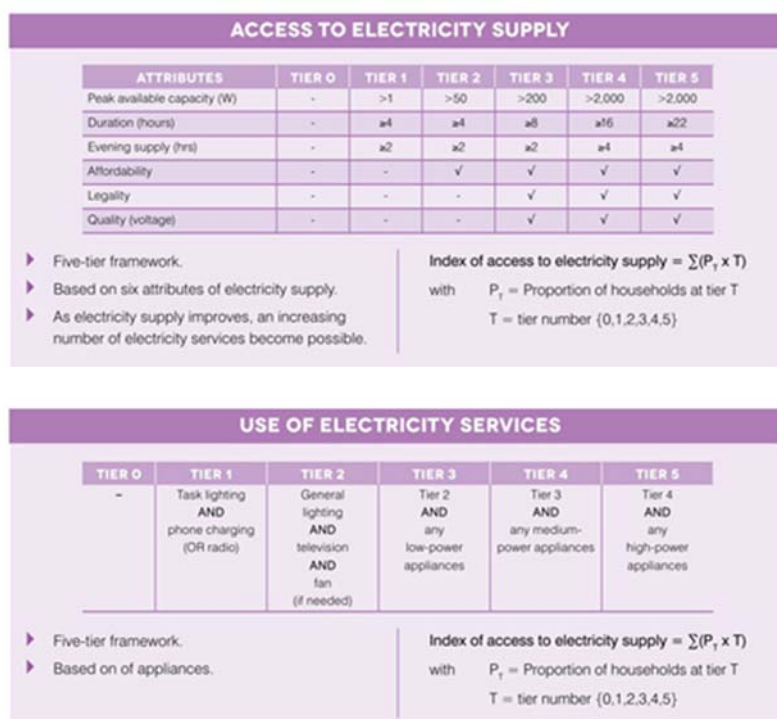 ACCESS TO ELECTRICITY SUPPLY
ATTRIBUTES TIER 0 TIER 1 TIER 2 TIER 3 TIER 4 TIER 5
Peak available capacity (W) - >1 >50 >200 >2,000 >2,000
Duration (hours) - ≥4 ≥4 ≥8 ≥16 ≥22
Evening supply (hrs) - ≥2 ≥2 ≥2 ≥4 ≥4
Affordability - - √ √ √ √
Legality - - - √ √ √
Quality (voltage) - - - √ √ √
Five-tier framework.
Based on six attributes of electricity supply.
As electricity supply improves, an increasing
number of electricity services become possible.
Index of access to electricity supply = ∑(P_T x T)
with P_T = Proportion of households at tier T
T = tier number {0,1,2,3,4,5}
USE OF ELECTRICITY SERVICES
TIER 0 TIER 1 TIER 2 TIER 3 TIER 4 TIER 5
- Task lighting General Tier 2 Tier 3 Tier 4
AND lighting AND AND AND
phone charging AND any any medium- any
(OR radio) television low-power power appliances high-power
AND appliances appliances
fan
(if needed)
Five-tier framework.
Based on of appliances.
Index of access to electricity supply = ∑(P_T x T)
with P_T = Proportion of households at tier T
T = tier number {0,1,2,3,4,5}